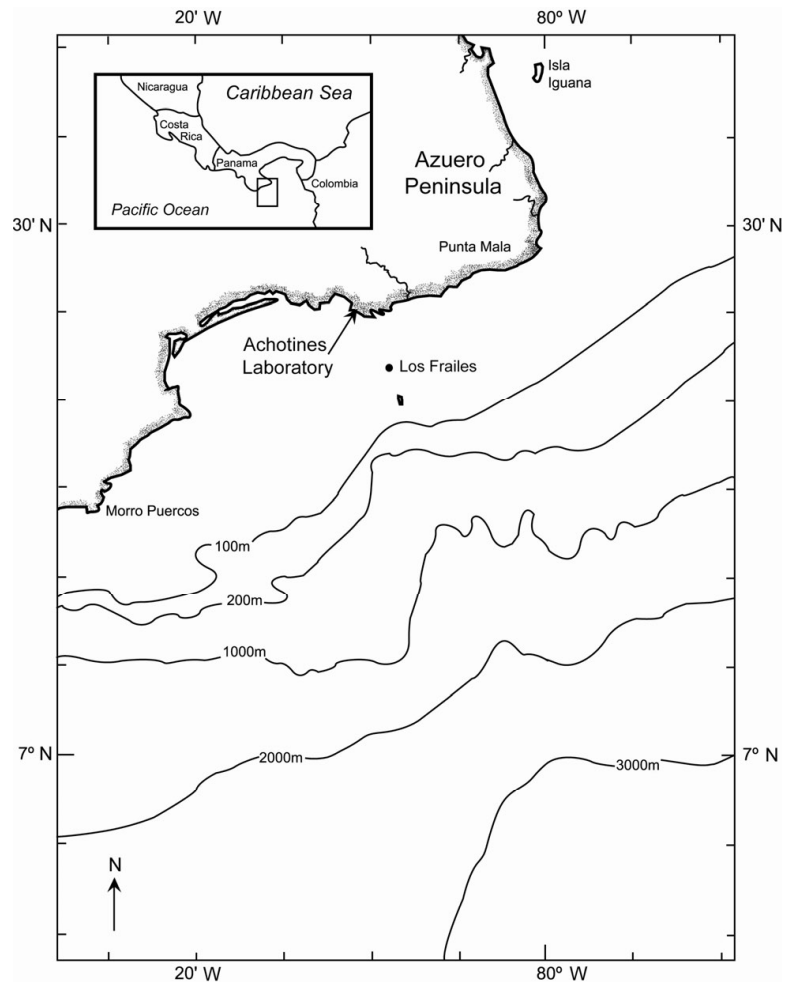 20' W
80º W
Isla
Iguana
Nicaragua
Caribbean Sea
Costa
Rica
Panama
Colombia
Pacific Ocean
Azuero
Peninsula
30' N
30' N
Punta Mala
Achotines
Laboratory
Los Frailes
Morro Puercos
100m
200m
1000m
7º N
2000m
3000m
7º N
N
20' W
80º W